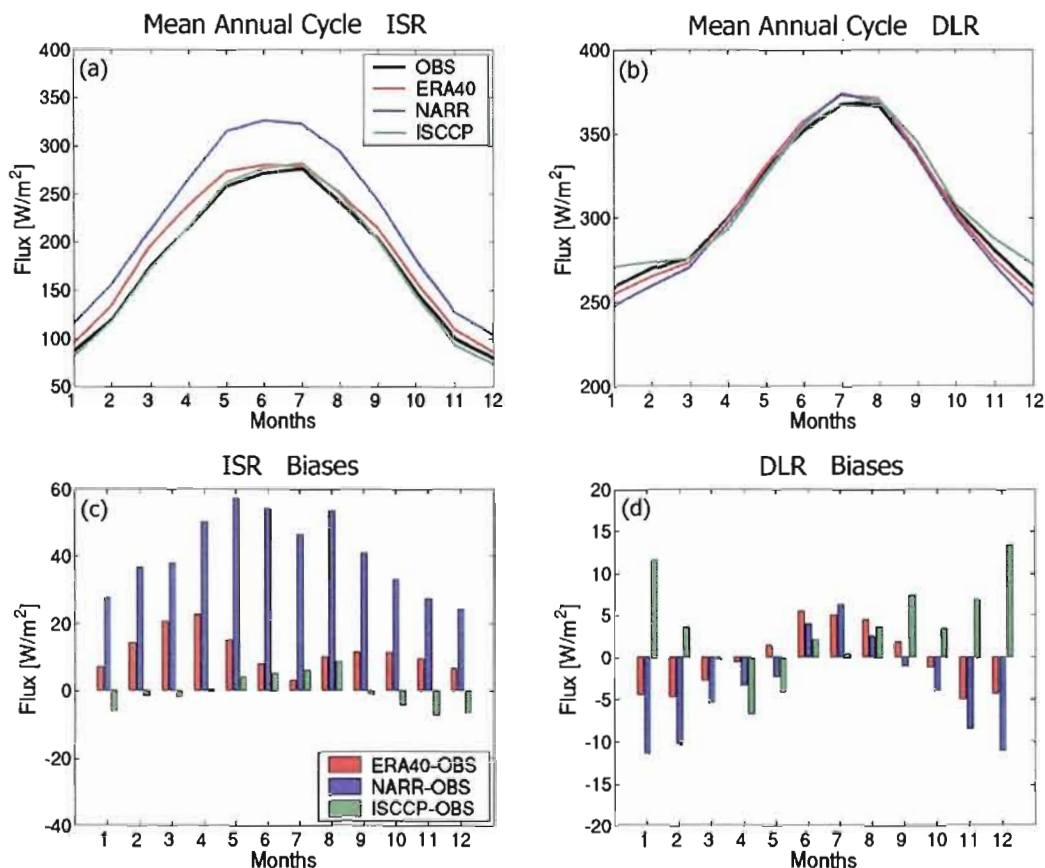 Mean Annual Cycle ISR
(a)
OBS
ERA40
NARR
ISCCP
Flux [W/m²]
400
350
300
250
200
150
100
50
1 2 3 4 5 6 7 8 9 10 11 12
Months
Mean Annual Cycle DLR
(b)
Flux [W/m²]
400
350
300
250
200
1 2 3 4 5 6 7 8 9 10 11 12
Months
ISR Biases
(c)
Flux [W/m²]
60
40
20
0
-20
-40
ERA40-OBS
NARR-OBS
ISCCP-OBS
1 2 3 4 5 6 7 8 9 10 11 12
Months
DLR Biases
(d)
Flux [W/m²]
20
15
10
5
0
-5
-10
-15
-20
1 2 3 4 5 6 7 8 9 10 11 12
Months